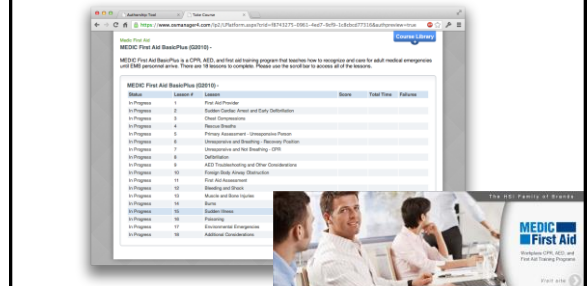 Authorship Tool
Take Course
Course Library
Medic First Aid
MEDIC First Aid BasicPlus (G2010) -
MEDIC First Aid BasicPlus is a CPR, AED, and first aid training program that teaches how to recognize and care for adult medical emergencies
until EMS personnel arrive. There are 18 lessons to complete. Please use the scroll bar to access all of the lessons.
MEDIC First Aid BasicPlus (G2010) -
Status Lesson # Lesson Score Total Time Failures
In Progress 1 First Aid Provider
In Progress 2 Sudden Cardiac Arrest and Early Defibrillation
In Progress 3 Chest Compressions
In Progress 4 Rescue Breaths
In Progress 5 Primary Assessment - Unresponsive Person
In Progress 6 Unresponsive and Breathing - Recovery Position
In Progress 7 Unresponsive and Not Breathing - CPR
In Progress 8 Defibrillation
In Progress 9 AED Troubleshooting and Other Considerations
In Progress 10 Foreign Body Airway Obstruction
In Progress 11 First Aid Assessment
In Progress 12 Bleeding and Shock
In Progress 13 Muscle and Bone Injuries
In Progress 14 Burns
In Progress 15 Sudden Illness
In Progress 16 Poisoning
In Progress 17 Environmental Emergencies
In Progress 18 Additional Considerations
The HSI Family of Brands
MEDIC
First Aid
Workplace CPR, AED, and
First Aid Training Programs
Visit site